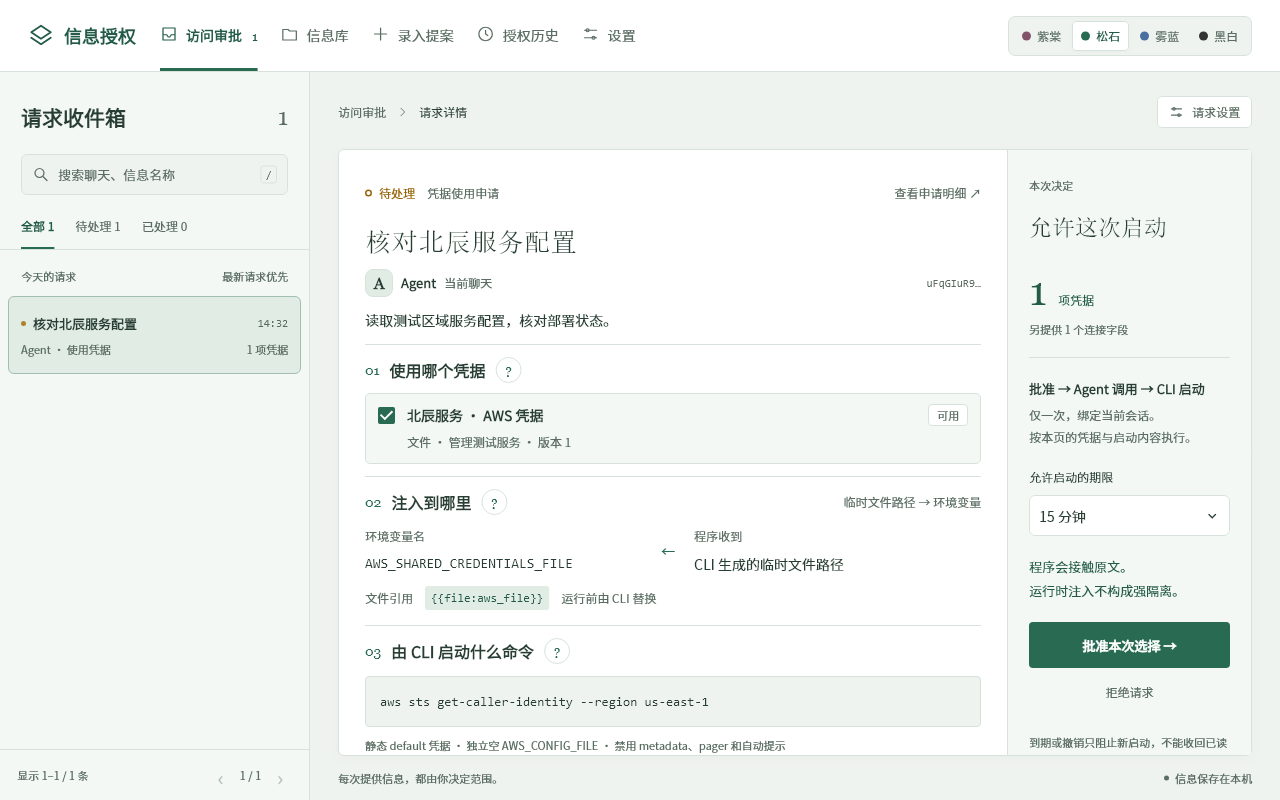 信息授权
访问审批 1
信息库
录入提案
授权历史
设置
紫棠
松石
雾蓝
黑白
请求收件箱
1
搜索聊天、信息名称
/
全部 1
待处理 1
已处理 0
今天的请求
最新请求优先
核对北辰服务配置
14:32
Agent · 使用凭据
1 项凭据
显示 1–1 / 1 条
‹ 1 / 1 ›
访问审批 > 请求详情
请求设置
待处理 凭据使用申请
查看申请明细 ↗
核对北辰服务配置
A Agent 当前聊天
uFqGIuR9…
读取测试区域服务配置，核对部署状态。
01 使用哪个凭据 ?
北辰服务 · AWS 凭据
可用
文件 · 管理测试服务 · 版本 1
02 注入到哪里 ?
临时文件路径 → 环境变量
环境变量名
AWS_SHARED_CREDENTIALS_FILE
←
程序收到
CLI 生成的临时文件路径
文件引用 {{file:aws_file}} 运行前由 CLI 替换
03 由 CLI 启动什么命令 ?
aws sts get-caller-identity --region us-east-1
静态 default 凭据 · 独立空 AWS_CONFIG_FILE · 禁用 metadata、pager 和自动提示
本次决定
允许这次启动
1 项凭据
另提供 1 个连接字段
批准 → Agent 调用 → CLI 启动
仅一次，绑定当前会话。
按本页的凭据与启动内容执行。
允许启动的期限
15 分钟
程序会接触原文。
运行时注入不构成强隔离。
批准本次选择 →
拒绝请求
到期或撤销只阻止新启动，不能收回已读
每次提供信息，都由你决定范围。
信息保存在本机